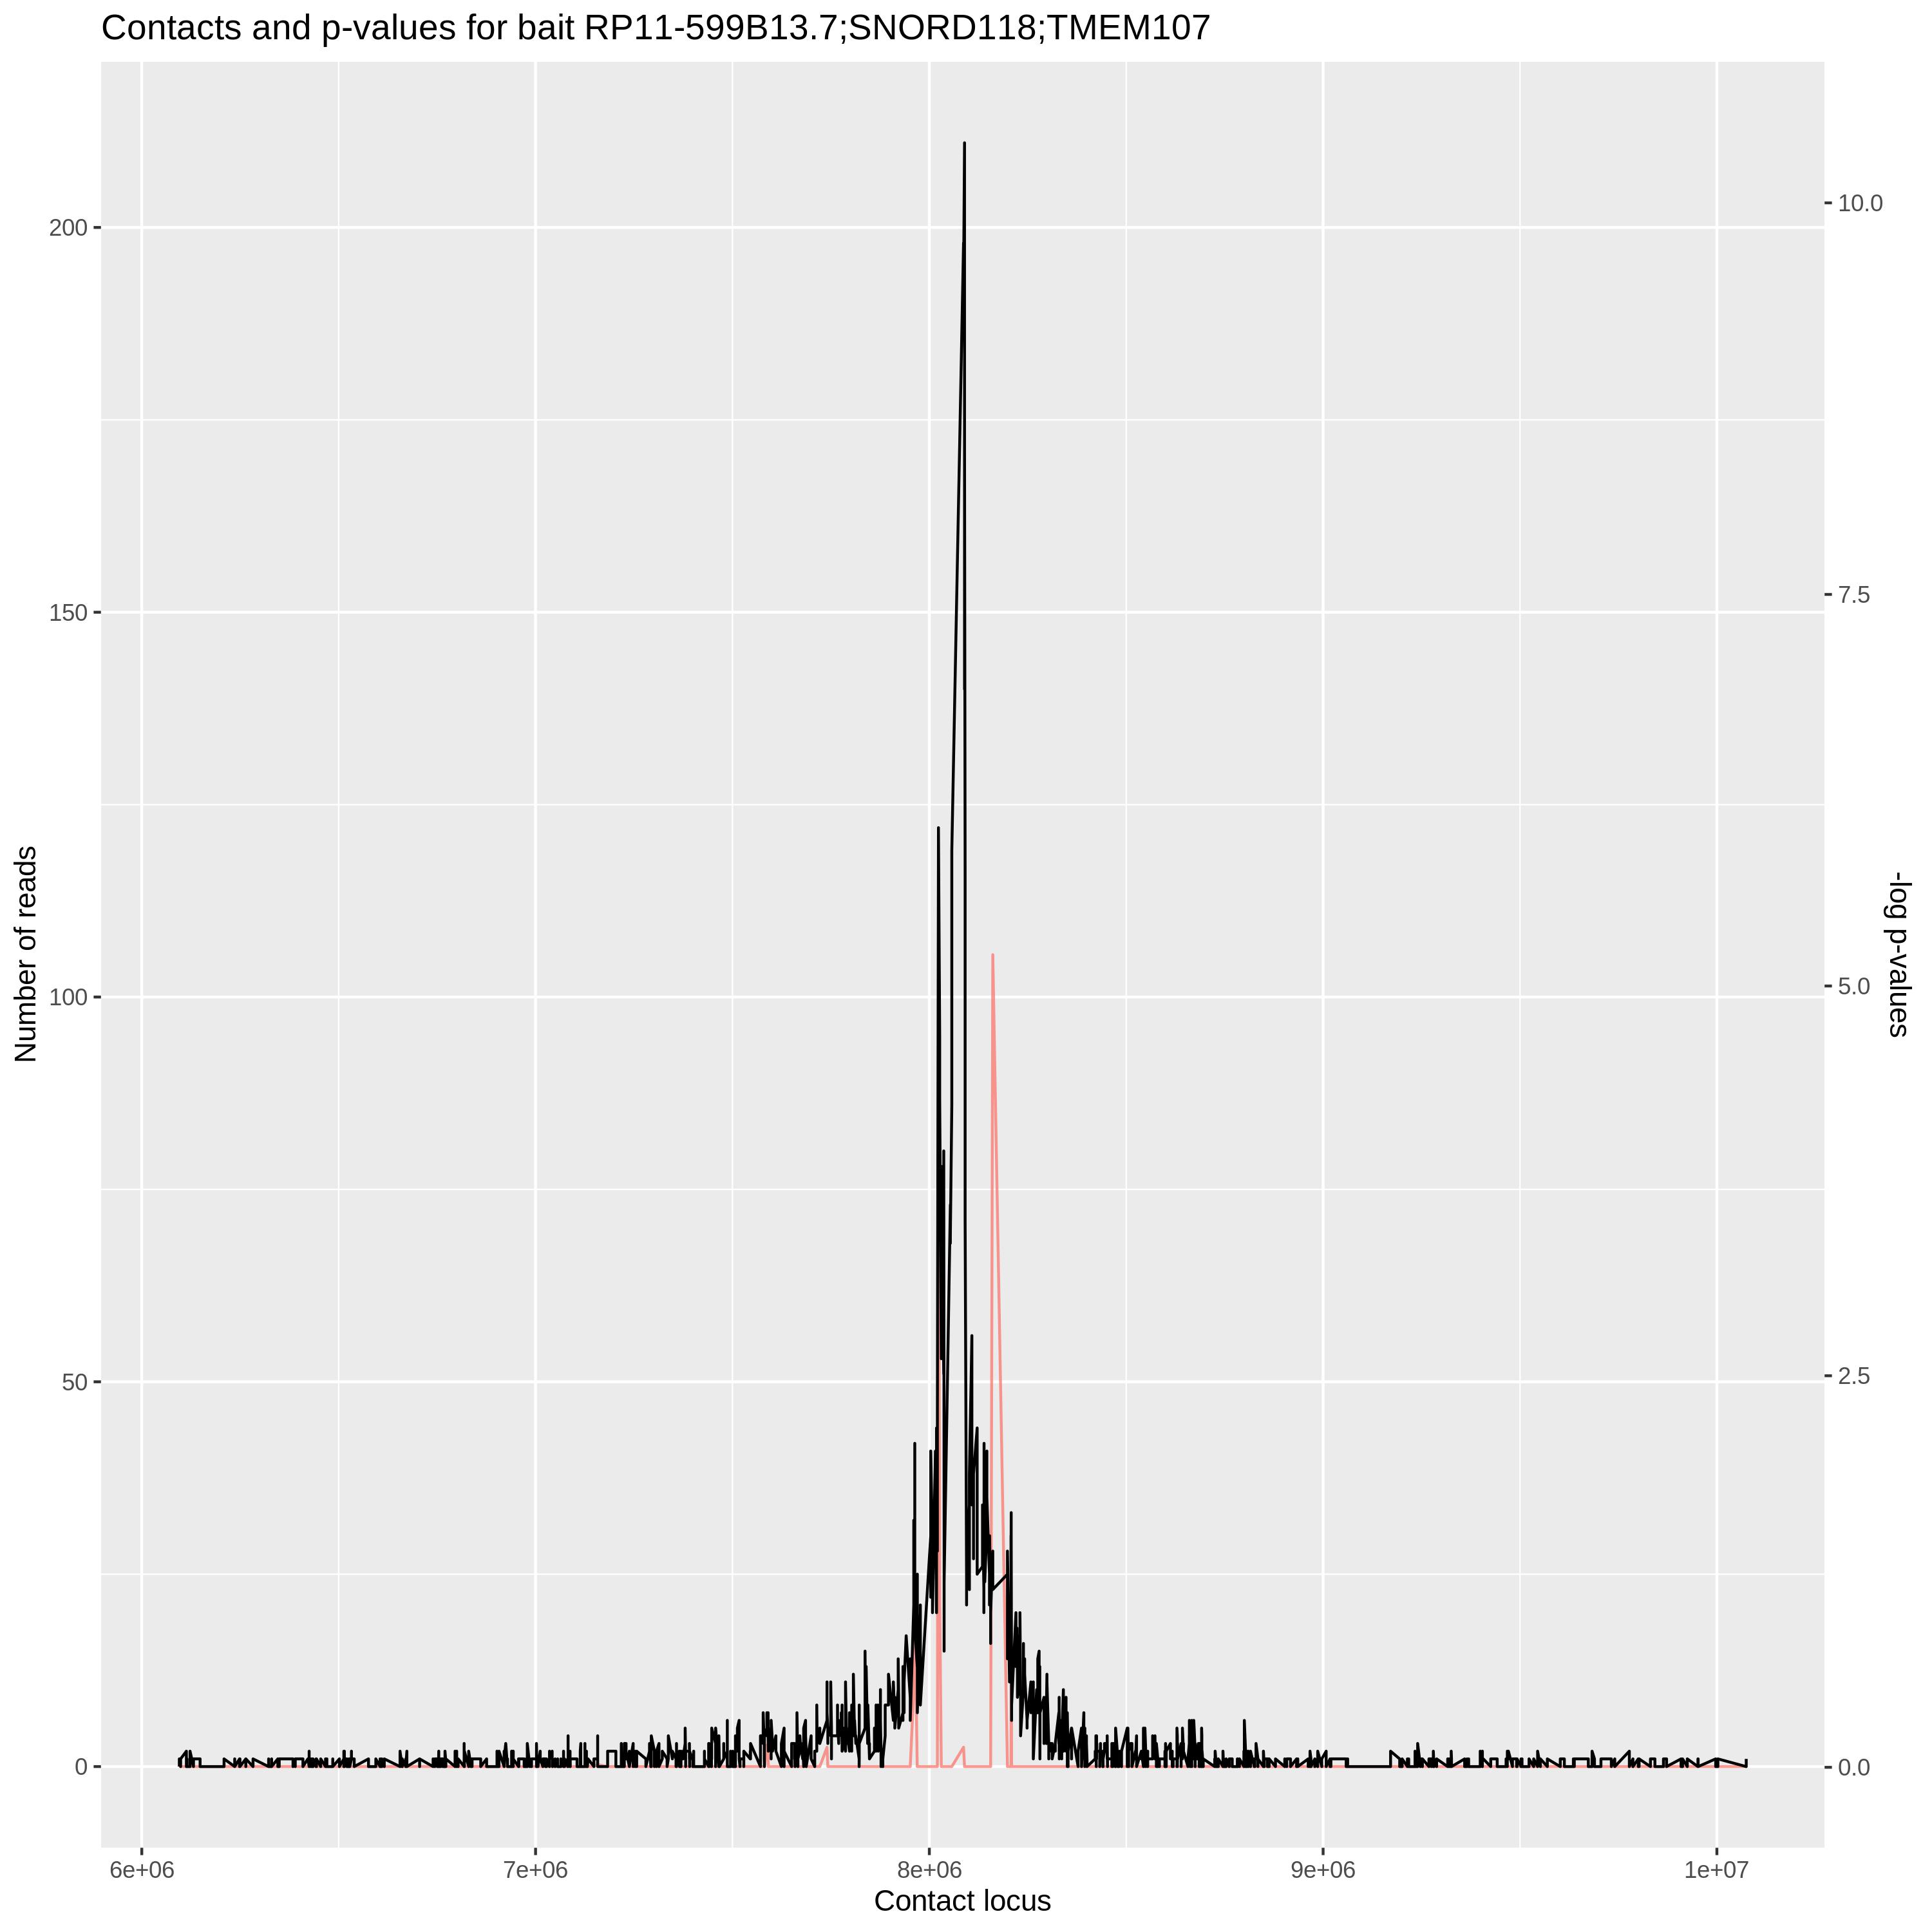 Contacts and p-values for bait RP11-599B13.7;SNORD118;TMEM107
Number of reads
200
150
100
50
0
10.0
7.5
5.0
2.5
0.0
-log p-values
6e+06
7e+06
8e+06
9e+06
1e+07
Contact locus